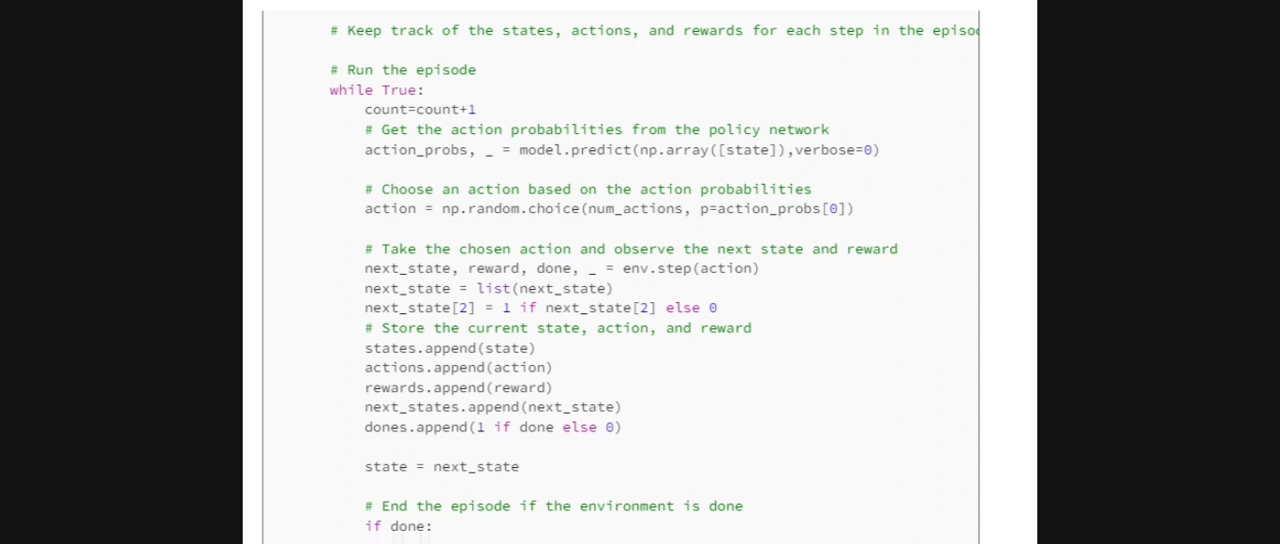 # Keep track of the states, actions, and rewards for each step in the
# Run the episode
while True:
count=count+1
# Get the action probabilities from the policy network
action_probs, _ = model.predict(np.array([state]),verbose=0)
# Choose an action based on the action probabilities
action = np.random.choice(num_actions, p=action_probs[0])
# Take the chosen action and observe the next state and reward
next_state, reward, done, _ = env.step(action)
next_state = list(next_state)
next_state[2] = 1 if next_state[2] else 0
# Store the current state, action, and reward
states.append(state)
actions.append(action)
rewards.append(reward)
next_states.append(next_state)
dones.append(1 if done else 0)
state = next_state
# End the episode if the environment is done
if done: